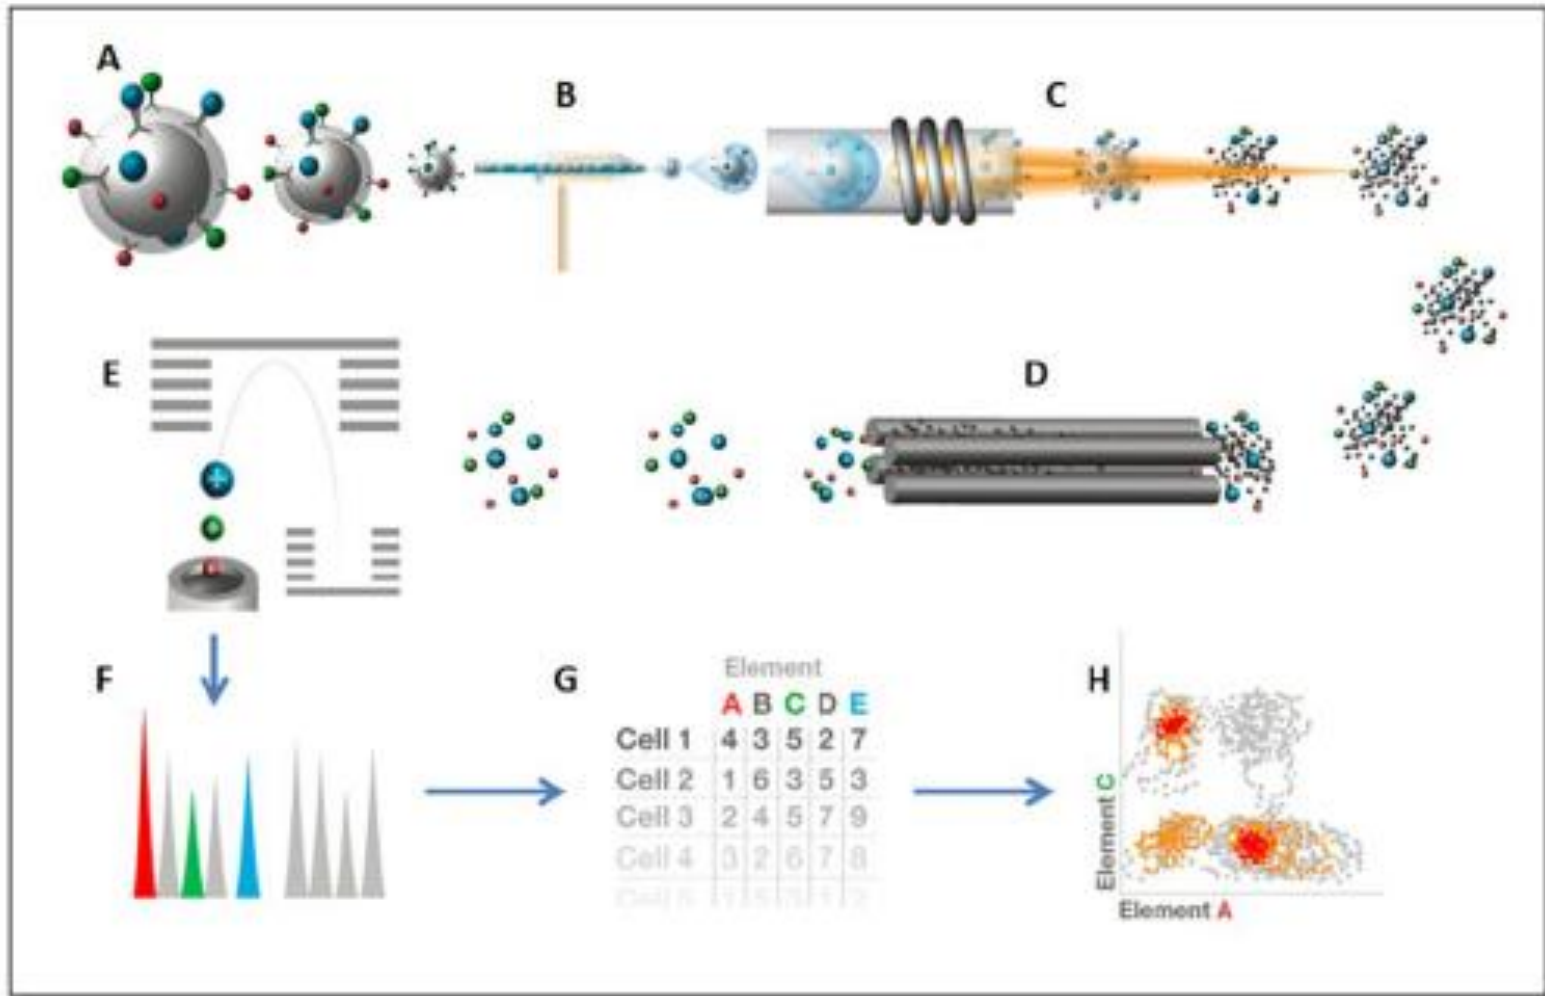 A
B
C
D
E
F
G
H
Element
A B C D E
Cell 1 4 3 5 2 7
Cell 2 1 6 3 5 3
Cell 3 2 4 5 7 9
Cell 4 3 2 6 7 8
Element C
Element A